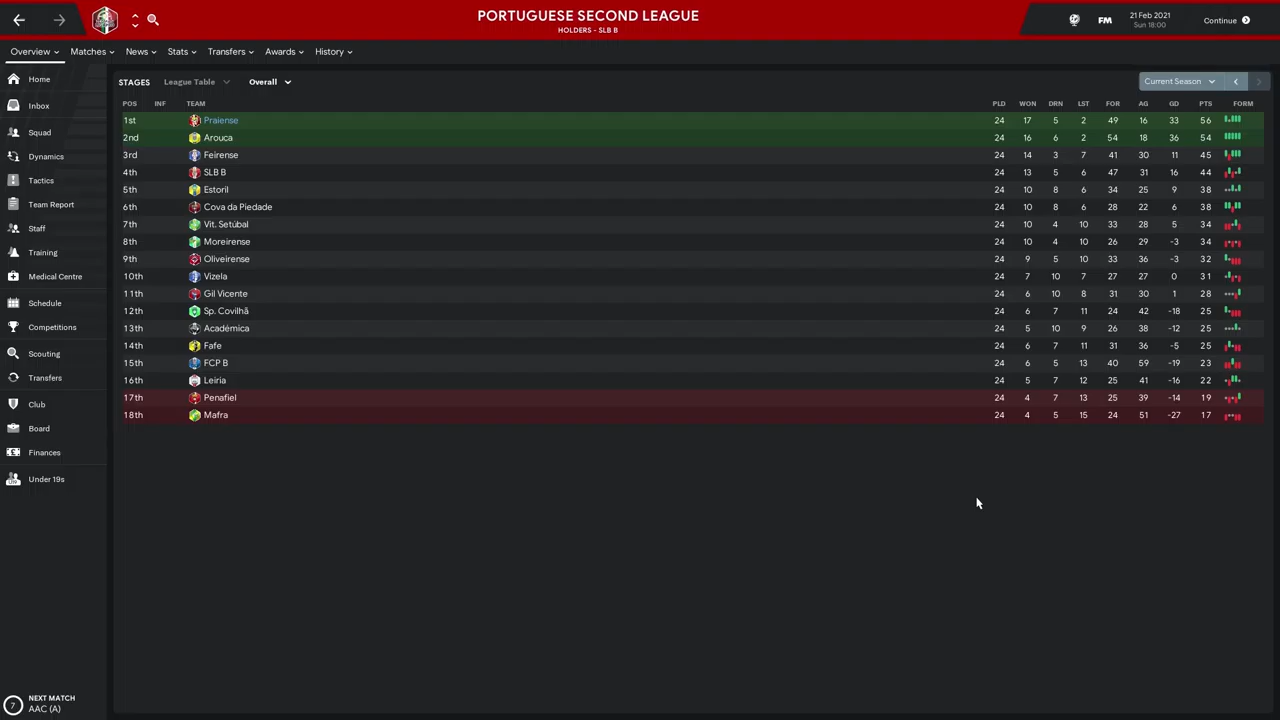 PORTUGUESE SECOND LEAGUE
HOLDERS - SLB B
FM
21 Feb 2021
Sun 18:00
Continue
Overview Matches News Stats Transfers Awards History
Home
Inbox
Squad
Dynamics
Tactics
Team Report
Staff
Training
Medical Centre
Schedule
Competitions
Scouting
Transfers
Club
Board
Finances
Under 19s
NEXT MATCH
7 AAC (A)
STAGES League Table Overall Current Season
POS INF TEAM PLD WON DRN LST FOR AG GD PTS FORM
1st Praiense 24 17 5 2 49 16 33 56
2nd Arouca 24 16 6 2 54 18 36 54
3rd Feirense 24 14 3 7 41 30 11 45
4th SLB B 24 13 5 6 47 31 16 44
5th Estoril 24 10 8 6 34 25 9 38
6th Cova da Piedade 24 10 8 6 28 22 6 38
7th Vit. Setúbal 24 10 4 10 33 28 5 34
8th Moreirense 24 10 4 10 26 29 -3 34
9th Oliveirense 24 9 5 10 33 36 -3 32
10th Vizela 24 7 10 7 27 27 0 31
11th Gil Vicente 24 6 10 8 31 30 1 28
12th Sp. Covilhã 24 6 7 11 24 42 -18 25
13th Académica 24 5 10 9 26 38 -12 25
14th Fafe 24 6 7 11 31 36 -5 25
15th FCP B 24 6 5 13 40 59 -19 23
16th Leiria 24 5 7 12 25 41 -16 22
17th Penafiel 24 4 7 13 25 39 -14 19
18th Mafra 24 4 5 15 24 51 -27 17